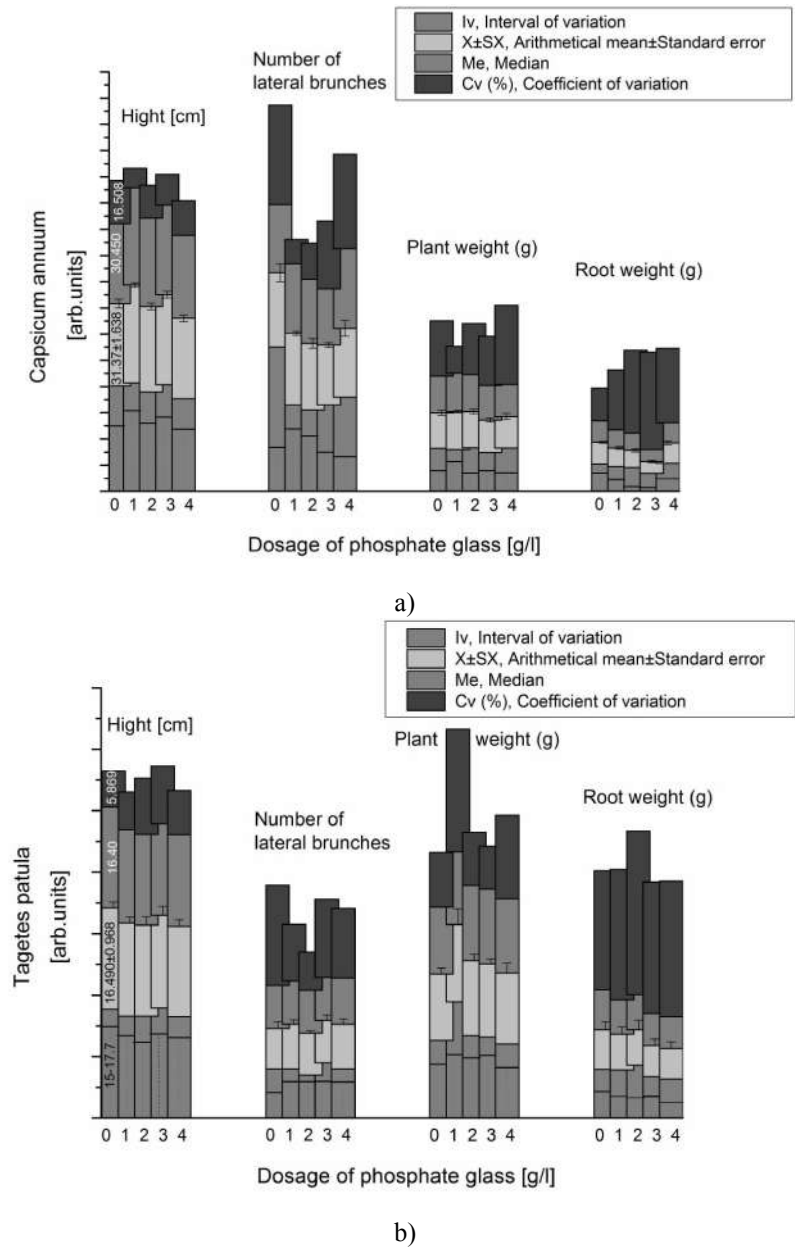 Iv, Interval of variation
X±SX, Arithmetical mean±Standard error
Me, Median
Cv (%), Coefficient of variation
Number of
lateral brunches
Hight [cm]
Plant weight (g)
Root weight (g)
Capsicum annuum
[arb.units]
16.508
30.450
31.37±1.638
0 1 2 3 4
0 1 2 3 4
0 1 2 3 4
0 1 2 3 4
Dosage of phosphate glass [g/l]
a)
Iv, Interval of variation
X±SX, Arithmetical mean±Standard error
Me, Median
Cv (%), Coefficient of variation
Hight [cm]
Plant weight (g)
Number of
lateral brunches
Root weight (g)
Tagetes patula
[arb.units]
5.869
16.40
16.490±0.968
15-17.7
0 1 2 3 4
0 1 2 3 4
0 1 2 3 4
0 1 2 3 4
Dosage of phosphate glass [g/l]
b)